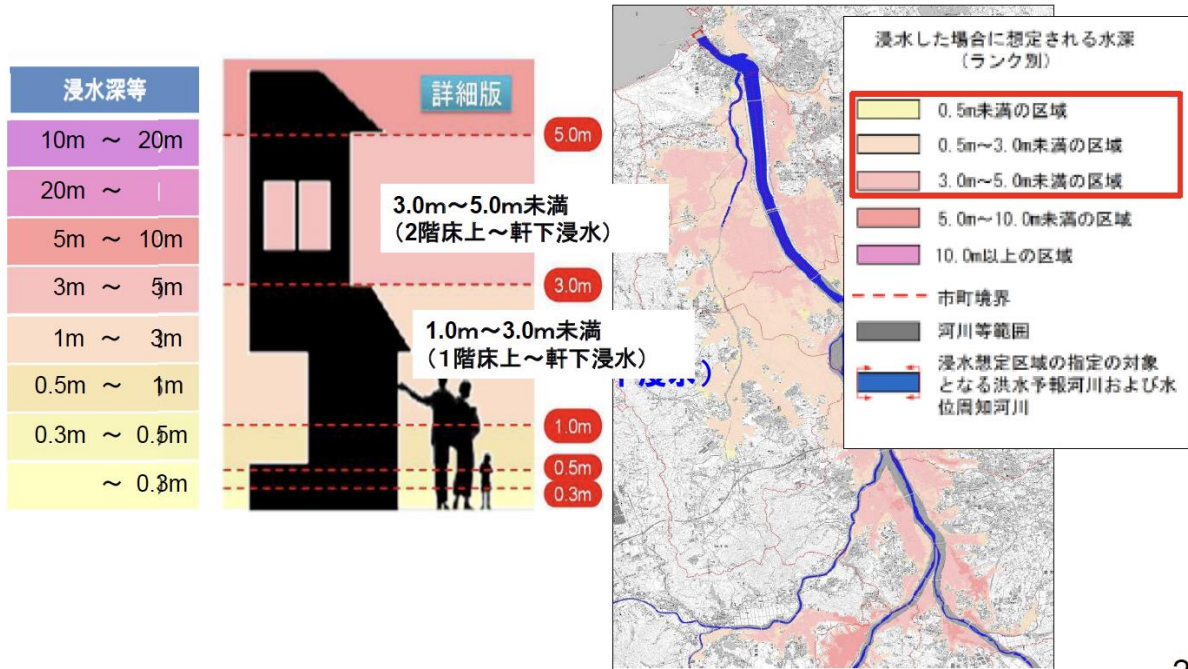 浸水深等
10m ～ 20m
20m ～
5m ～ 10m
3m ～ 5m
1m ～ 3m
0.5m ～ 1m
0.3m ～ 0.5m
～ 0.3m
詳細版
5.0m
3.0m～5.0m未満
（2階床上～軒下浸水）
3.0m
1.0m～3.0m未満
（1階床上～軒下浸水）
1.0m
0.5m
0.3m
浸水した場合に想定される水深
（ランク別）
0.5m未満の区域
0.5m～3.0m未満の区域
3.0m～5.0m未満の区域
5.0m～10.0m未満の区域
10.0m以上の区域
市町境界
河川等範囲
浸水想定区域の指定の対象
となる洪水予報河川および水
位周知河川